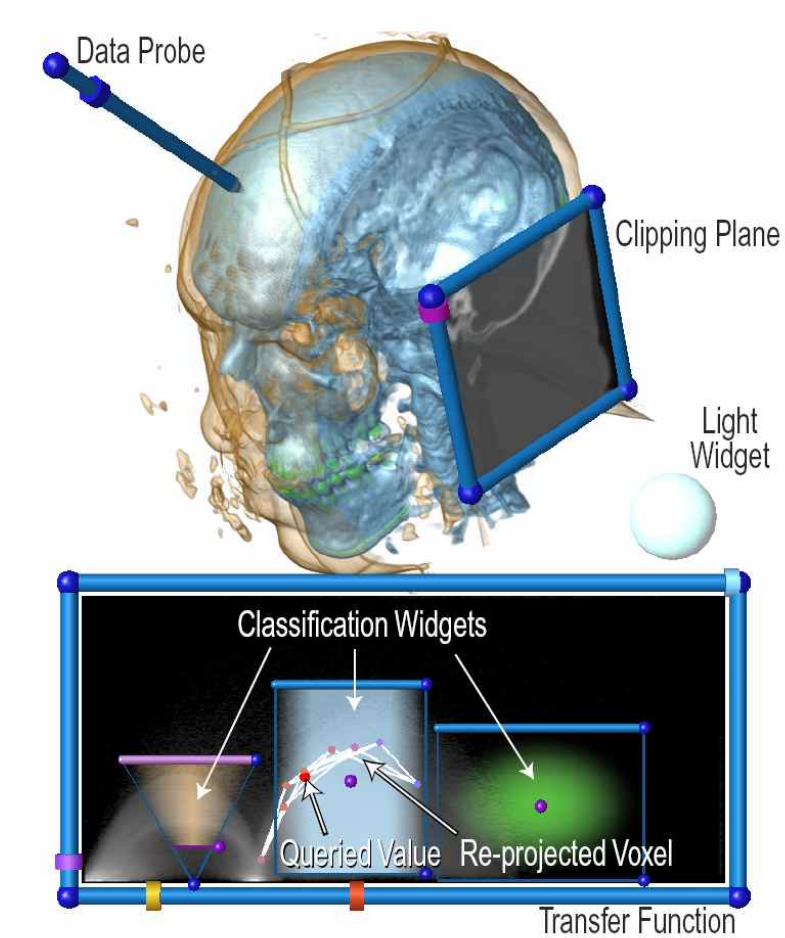 Data Probe
Clipping Plane
Light
Widget
Classification Widgets
Queried Value
Re-projected Voxel
Transfer Function